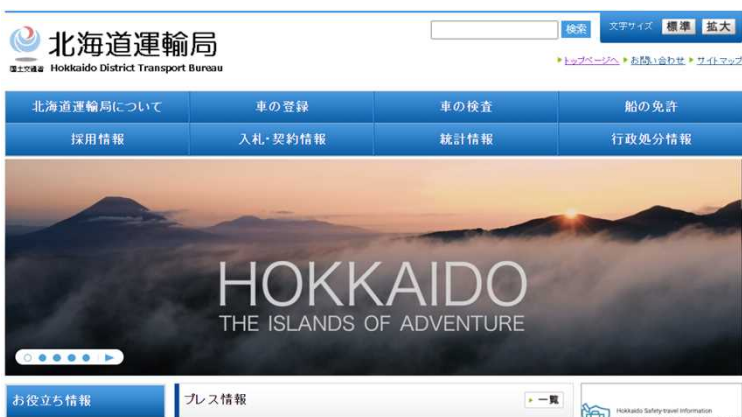 北海道運輸局
国土交通省 Hokkaido District Transport Bureau
検索
文字サイズ 標準 拡大
トップページへ お問い合わせ サイトマップ
北海道運輸局について 車の登録 車の検査 船の免許
採用情報 入札・契約情報 統計情報 行政処分情報
HOKKAIDO
THE ISLANDS OF ADVENTURE
お役立ち情報
プレス情報
一覧
Hokkaido Safety-travel Information